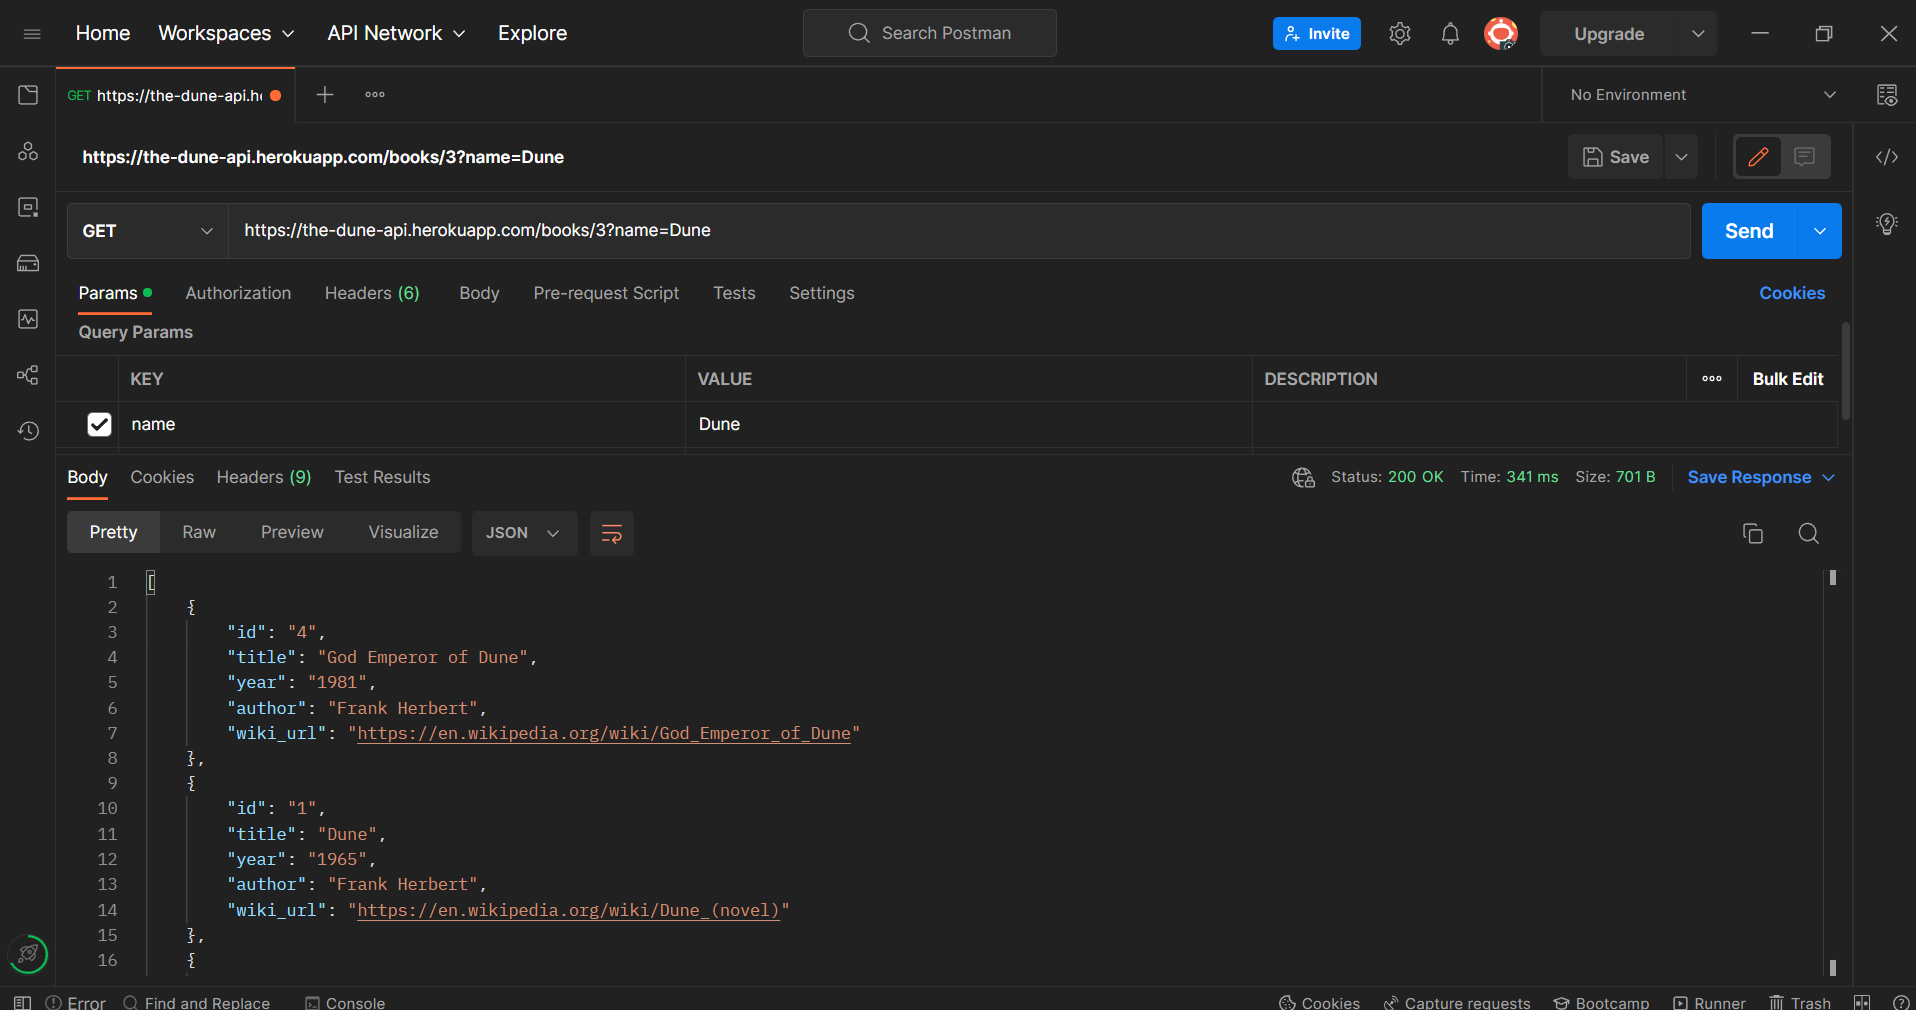 Home Workspaces API Network Explore Search Postman Invite Upgrade
GET https://the-dune-api.h No Environment
https://the-dune-api.herokuapp.com/books/3?name=Dune Save
GET https://the-dune-api.herokuapp.com/books/3?name=Dune Send
Params Authorization Headers (6) Body Pre-request Script Tests Settings Cookies
Query Params
KEY VALUE DESCRIPTION Bulk Edit
name Dune
Body Cookies Headers (9) Test Results Status: 200 OK Time: 341 ms Size: 701 B Save Response
Pretty Raw Preview Visualize JSON
1 [
2 {
3 "id": "4",
4 "title": "God Emperor of Dune",
5 "year": "1981",
6 "author": "Frank Herbert",
7 "wiki_url": "https://en.wikipedia.org/wiki/God_Emperor_of_Dune"
8 },
9 {
10 "id": "1",
11 "title": "Dune",
12 "year": "1965",
13 "author": "Frank Herbert",
14 "wiki_url": "https://en.wikipedia.org/wiki/Dune_(novel)"
15 },
16 {
Error Find and Replace Console Cookies Capture requests Bootcamp Runner Trash